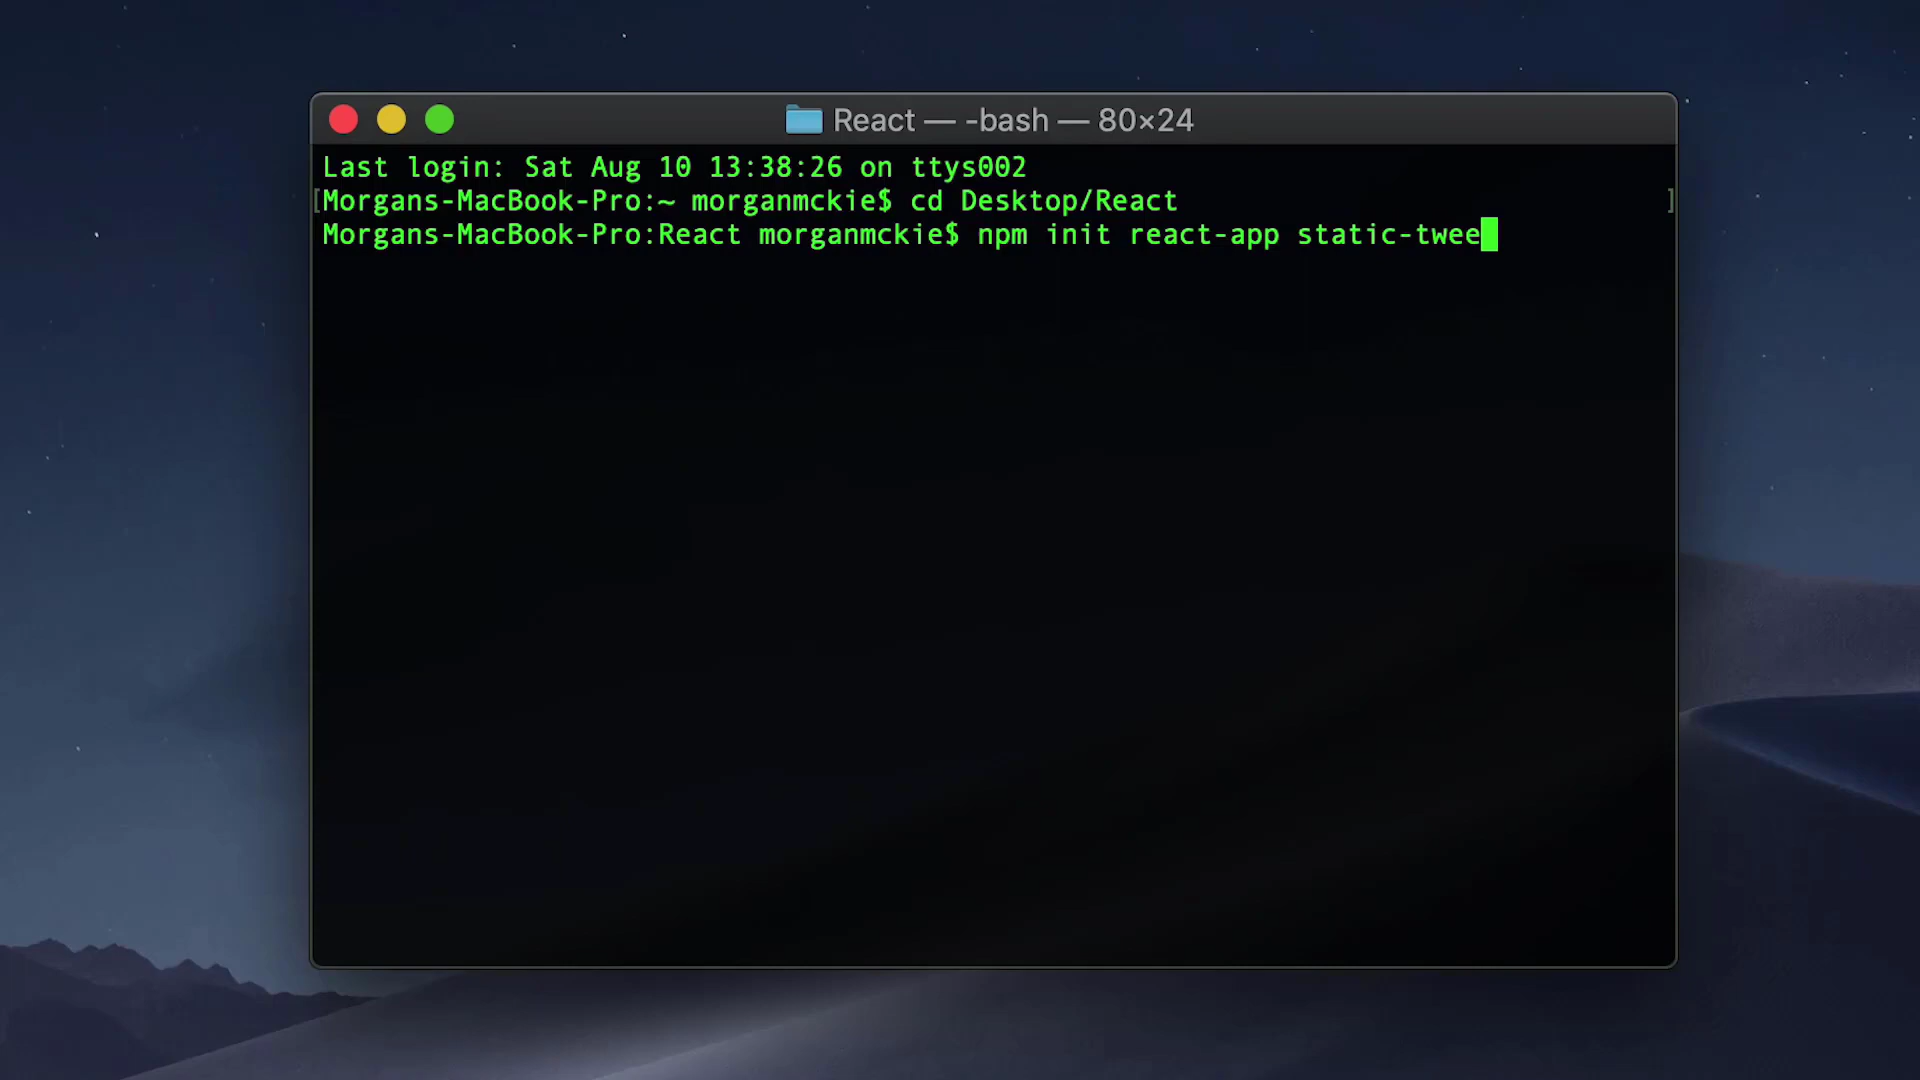 React — -bash — 80×24
Last login: Sat Aug 10 13:38:26 on ttys002
[Morgans-MacBook-Pro:~ morganmckie$ cd Desktop/React ]
Morgans-MacBook-Pro:React morganmckie$ npm init react-app static-twee